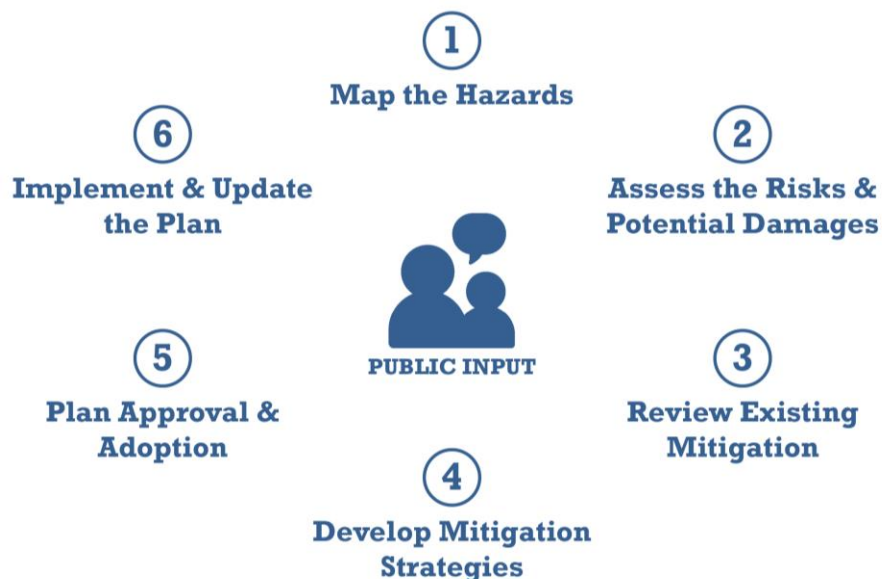 1
Map the Hazards
2
Assess the Risks &
Potential Damages
3
Review Existing
Mitigation
4
Develop Mitigation
Strategies
5
Plan Approval &
Adoption
6
Implement & Update
the Plan
PUBLIC INPUT